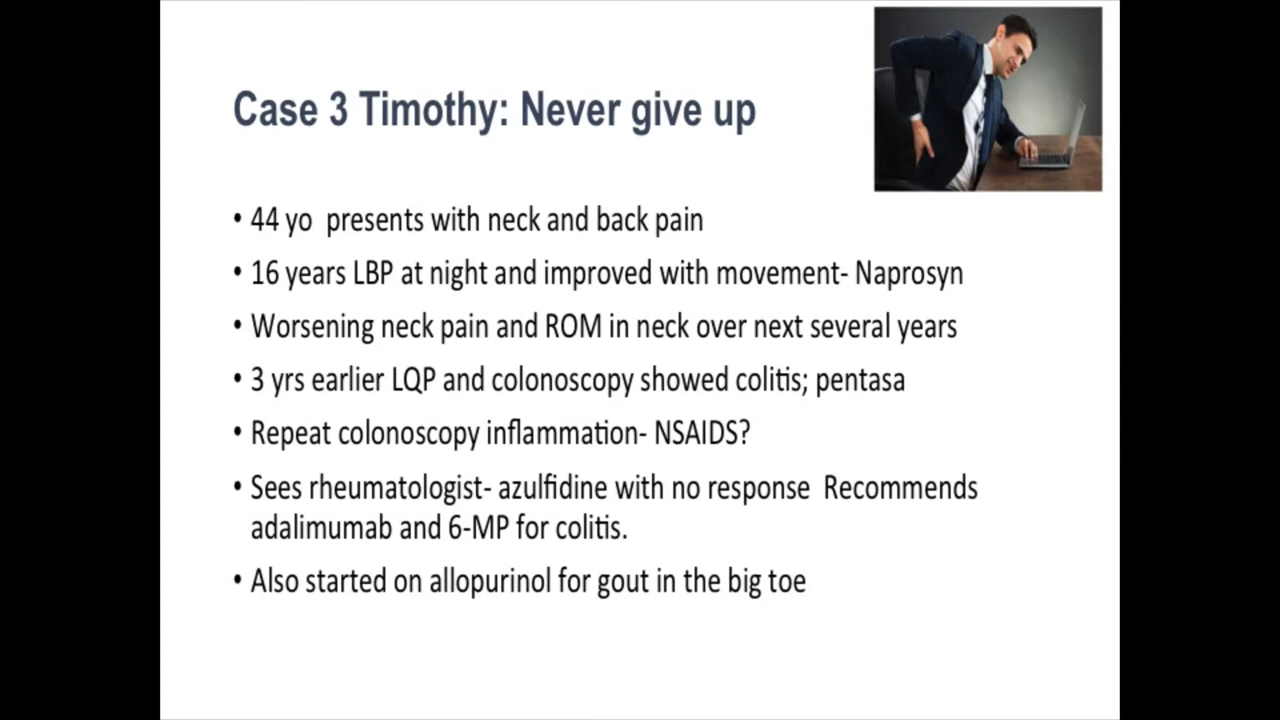 Case 3 Timothy: Never give up
• 44 yo  presents with neck and back pain
• 16 years LBP at night and improved with movement- Naprosyn
• Worsening neck pain and ROM in neck over next several years
• 3 yrs earlier LQP and colonoscopy showed colitis; pentasa
• Repeat colonoscopy inflammation- NSAIDS?
• Sees rheumatologist- azulfidine with no response  Recommends
adalimumab and 6-MP for colitis.
• Also started on allopurinol for gout in the big toe